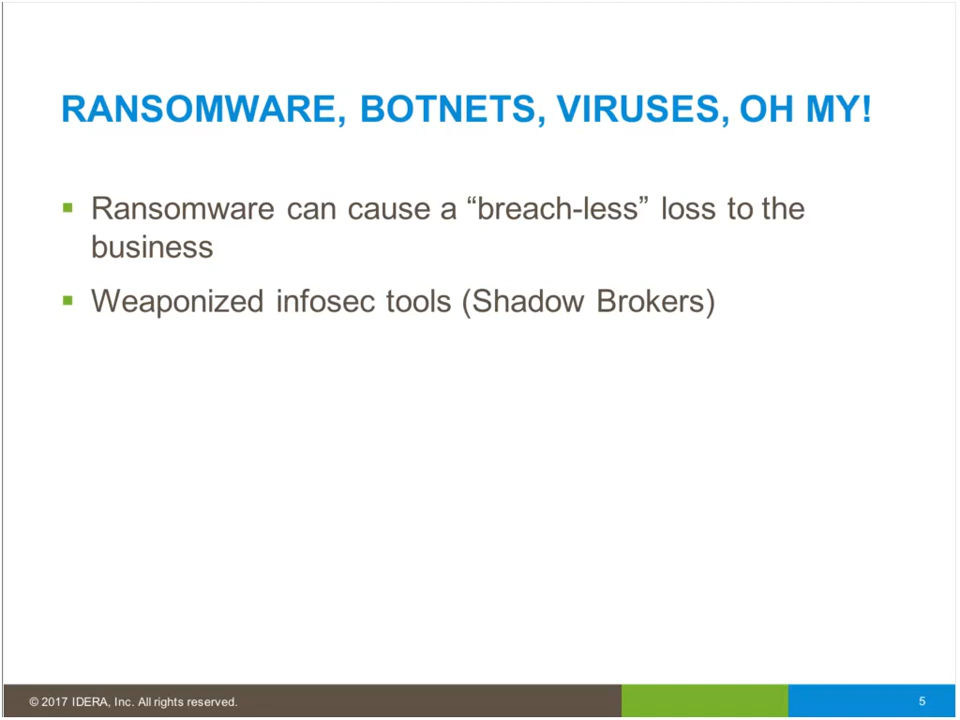 RANSOMWARE, BOTNETS, VIRUSES, OH MY!
▪ Ransomware can cause a “breach-less” loss to the
business
▪ Weaponized infosec tools (Shadow Brokers)
© 2017 IDERA, Inc. All rights reserved.
5